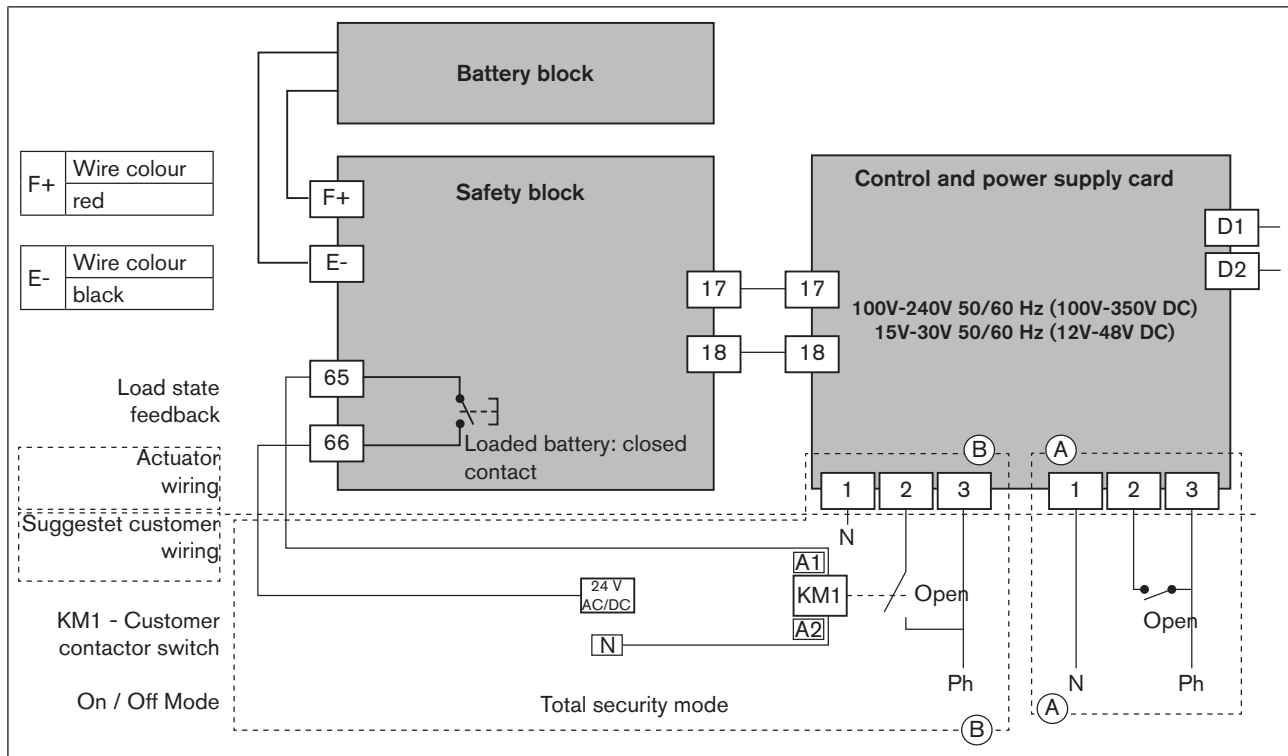 Battery block
F+
Wire colour
red
E-
Wire colour
black
Safety block
F+
E-
17
18
65
66
Loaded battery: closed
contact
Control and power supply card
D1
D2
17
18
100V-240V 50/60 Hz (100V-350V DC)
15V-30V 50/60 Hz (12V-48V DC)
Load state
feedback
Actuator
wiring
Suggestet customer
wiring
KM1 - Customer
contactor switch
On / Off Mode
B
A
1
2
3
1
2
3
N
A1
KM1
A2
Open
24 V
AC/DC
N
Open
Ph
N
Ph
Total security mode
B
A